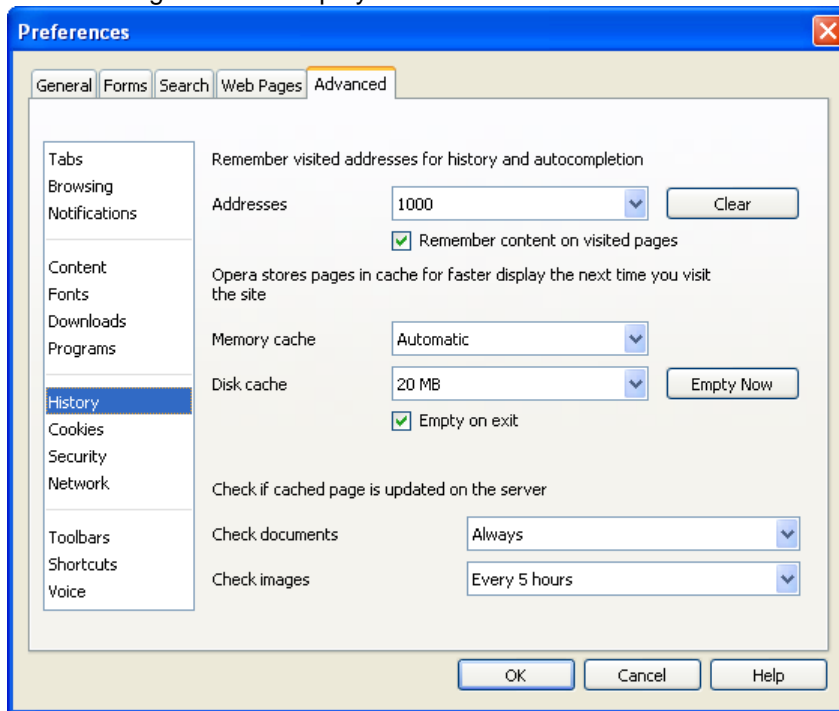 Preferences
General Forms Search Web Pages Advanced
Tabs
Browsing
Notifications
Content
Fonts
Downloads
Programs
History
Cookies
Security
Network
Toolbars
Shortcuts
Voice
Remember visited addresses for history and autocompletion
Addresses 1000 Clear
Remember content on visited pages
Opera stores pages in cache for faster display the next time you visit
the site
Memory cache Automatic
Disk cache 20 MB Empty Now
Empty on exit
Check if cached page is updated on the server
Check documents Always
Check images Every 5 hours
OK Cancel Help